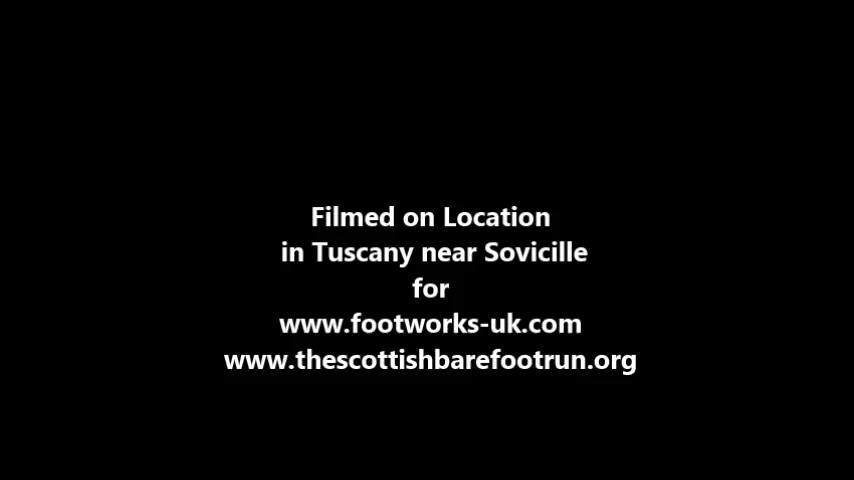 Filmed on Location
in Tuscany near Sovicille
for
www.footworks-uk.com
www.thescottishbarefootrun.org